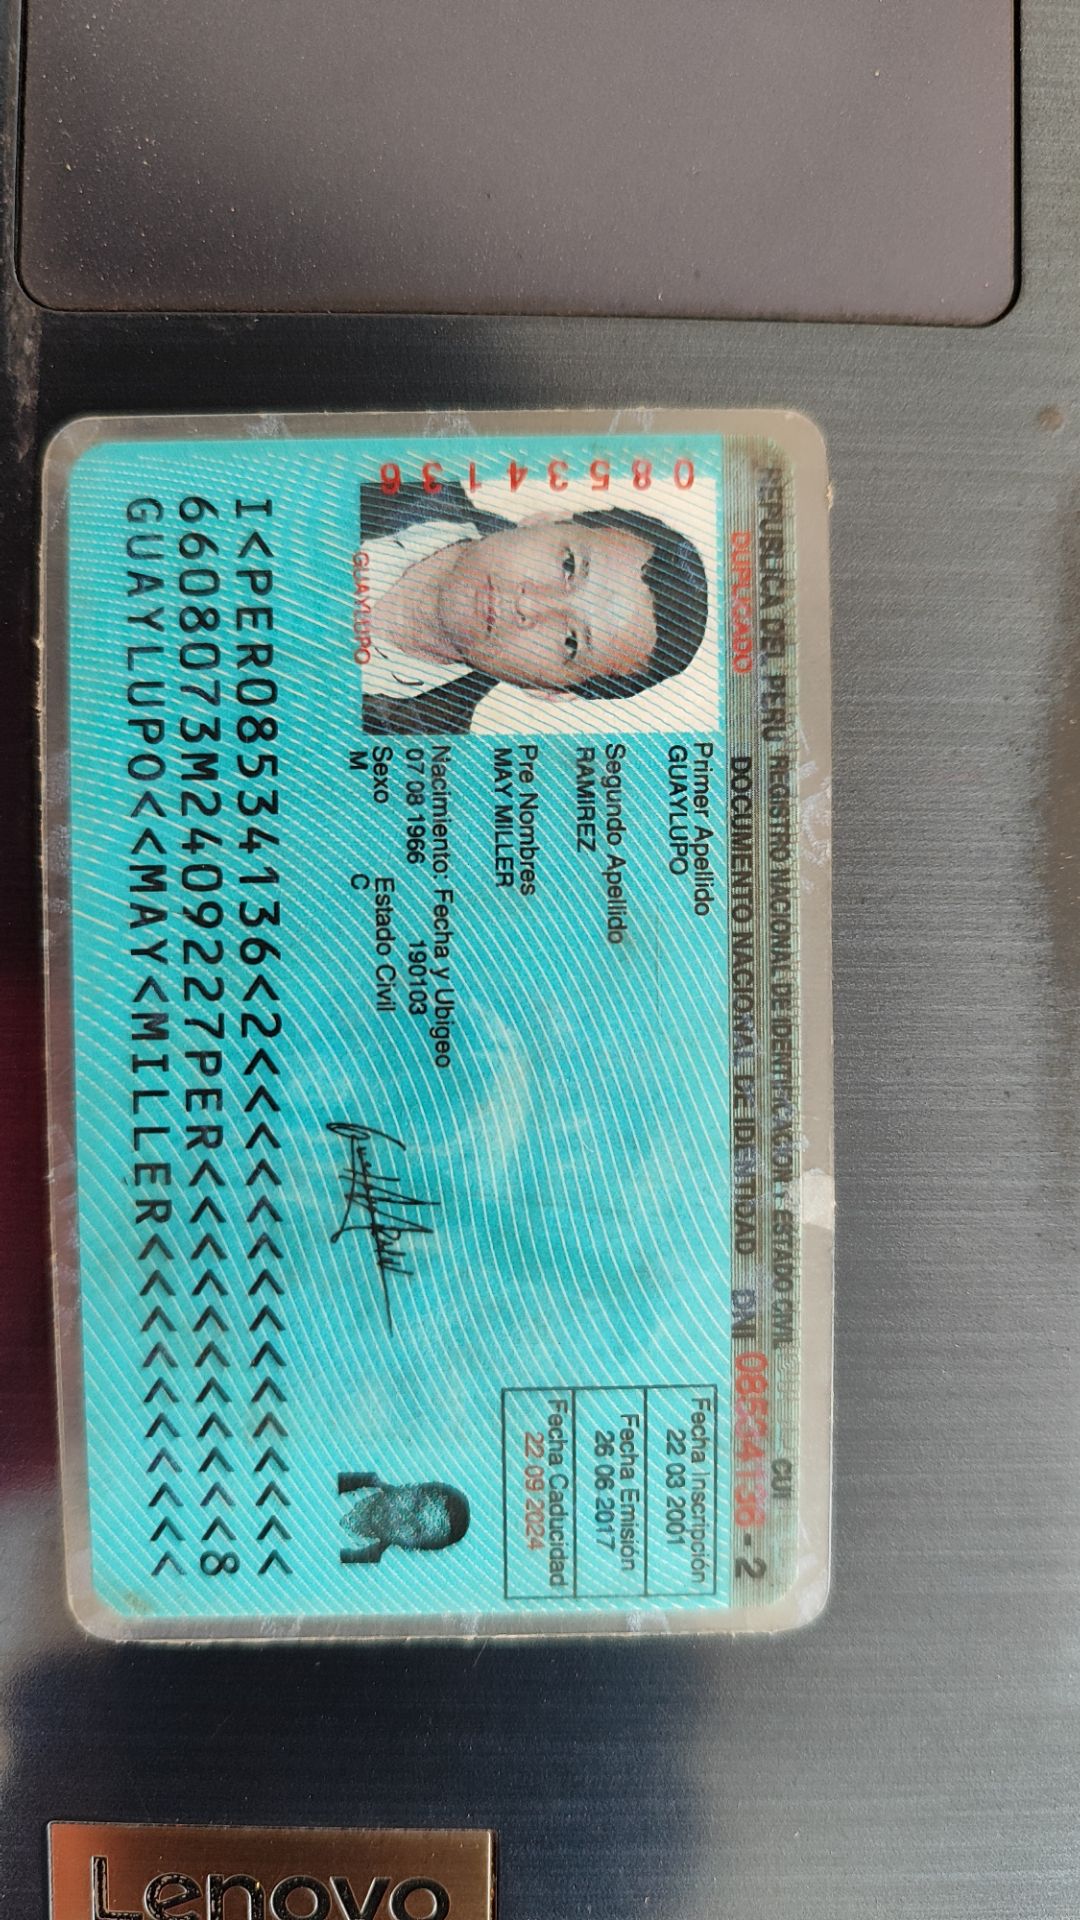 REPUBLICA DEL PERU REGISTRO NACIONAL DE IDENTIFICACION Y ESTADO CIVIL CUI
DUPLICADO DOCUMENTO NACIONAL DE IDENTIDAD DNI 08534136 - 2
08534136
GUAYLUPO
Primer Apellido
GUAYLUPO
Segundo Apellido
RAMIREZ
Pre Nombres
MAY MILLER
Nacimiento: Fecha y Ubigeo
07 08 1966 190103
Sexo Estado Civil
M C
Fecha Inscripción
22 03 2001
Fecha Emisión
26 06 2017
Fecha Caducidad
22 09 2024
I<PER08534136<2<<<<<<<<<<<<<<<
6608073M2409227PER<<<<<<<<<<<8
GUAYLUPO<<MAY<MILLER<<<<<<<<<<
Lenovo